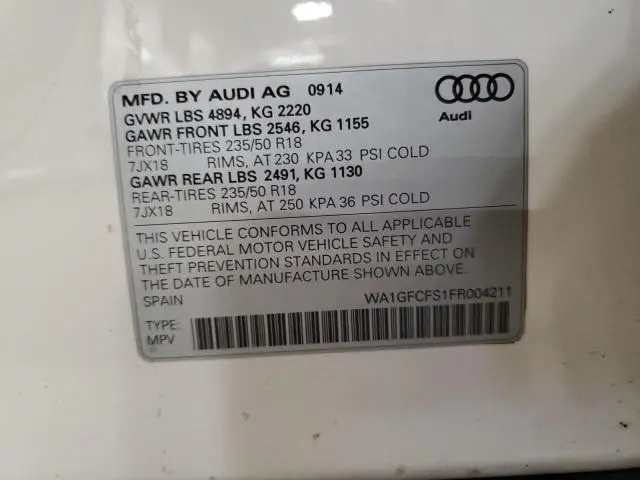 MFD. BY AUDI AG 0914
GVWR LBS 4894, KG 2220
GAWR FRONT LBS 2546, KG 1155
FRONT-TIRES 235/50 R18
7JX18 RIMS, AT 230 KPA 33 PSI COLD
GAWR REAR LBS 2491, KG 1130
REAR-TIRES 235/50 R18
7JX18 RIMS, AT 250 KPA 36 PSI COLD
Audi
THIS VEHICLE CONFORMS TO ALL APPLICABLE
U.S. FEDERAL MOTOR VEHICLE SAFETY AND
THEFT PREVENTION STANDARDS IN EFFECT ON
THE DATE OF MANUFACTURE SHOWN ABOVE.
SPAIN WA1GFCFS1FR004211
TYPE:
MPV